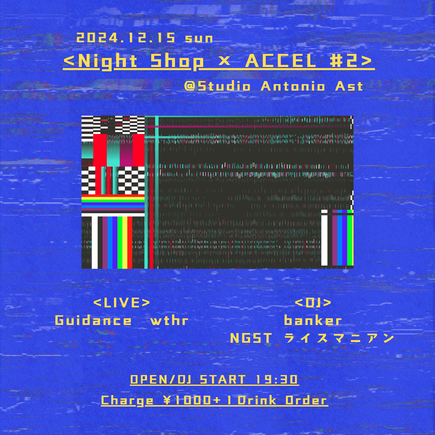 2024.12.15 sun
<Night Shop × ACCEL #2>
@Studio Antonio Ast
<LIVE>
Guidance wthr
<DJ>
banker
NGST ライスマニアン
OPEN/DJ START 19:30
Charge ¥1000+1Drink Order